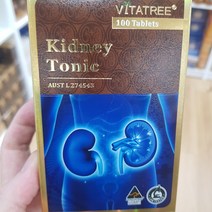 VITATREE®
100 Tablets
Kidney
Tonic
AUST L 274543